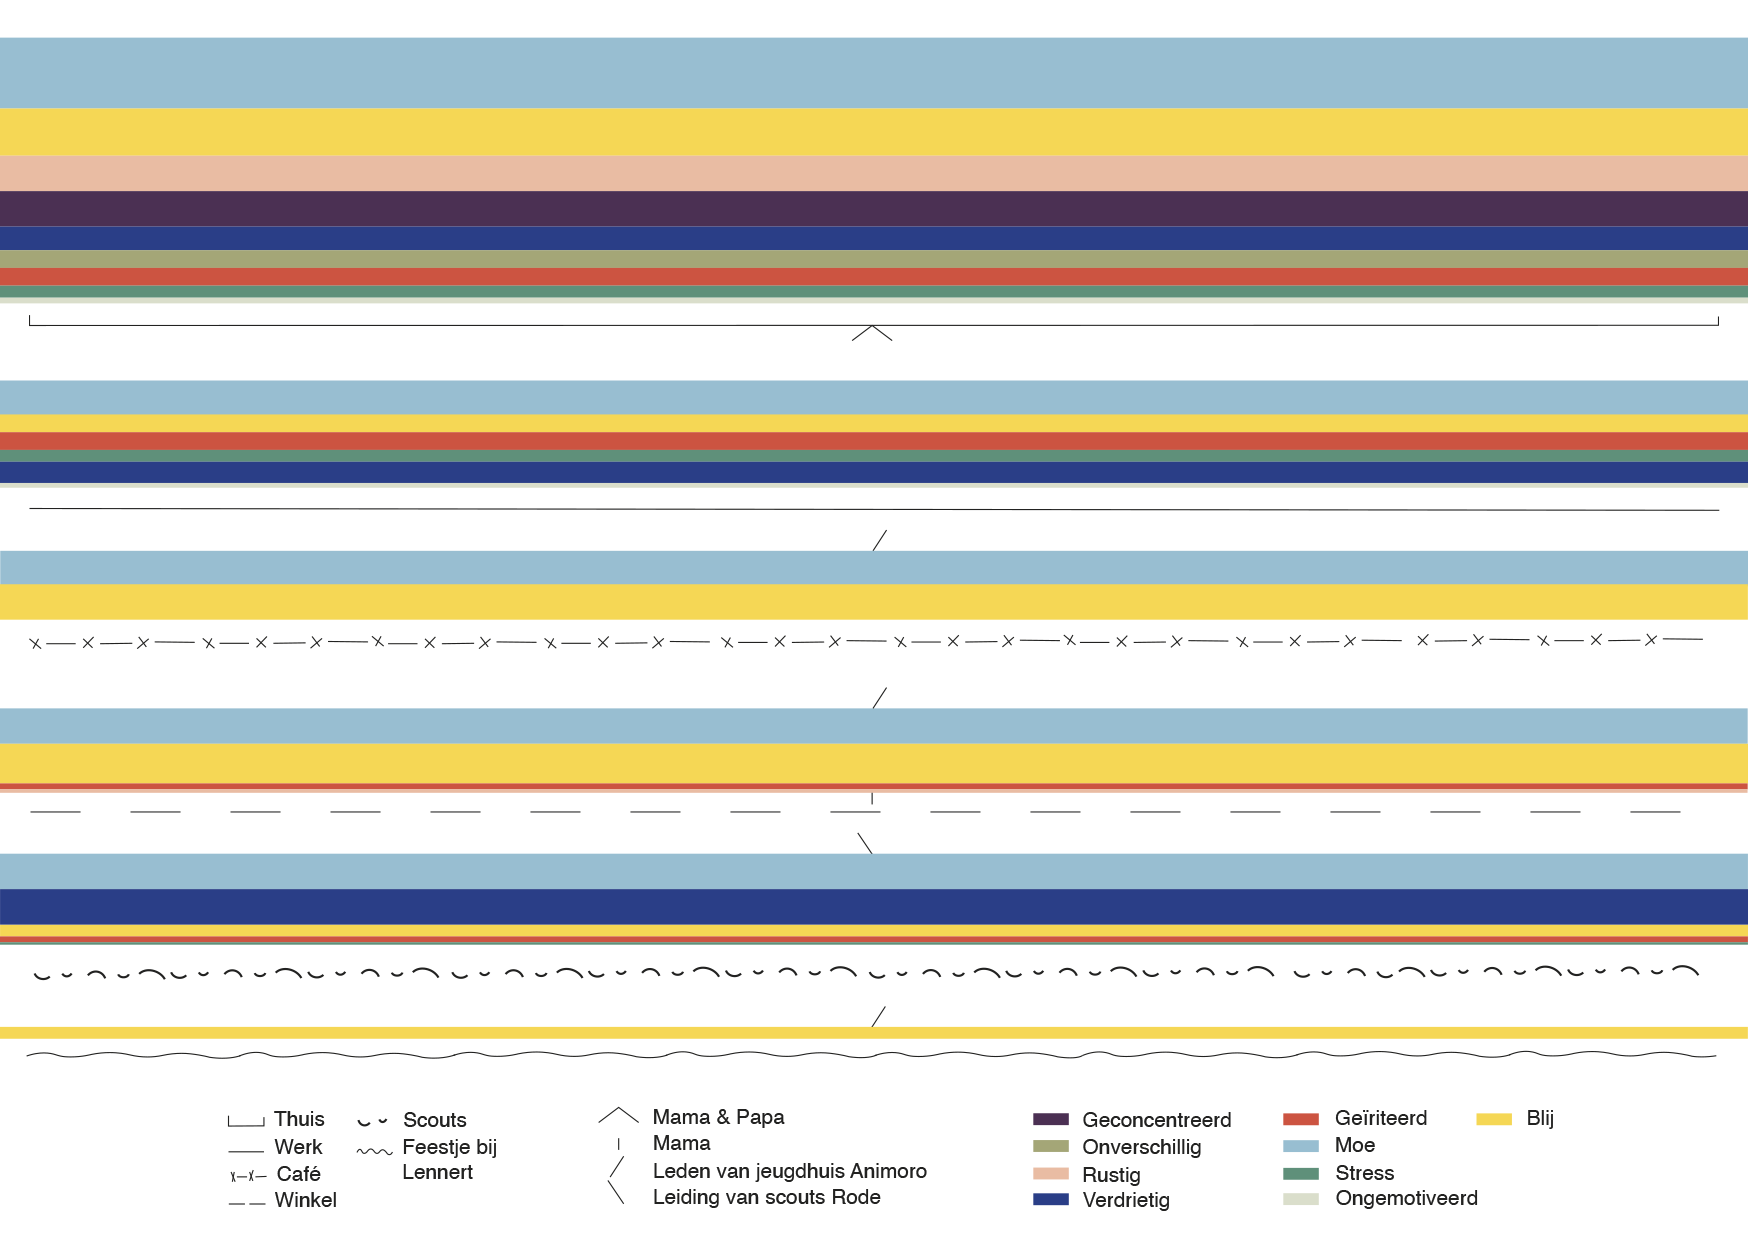 Thuis
Werk
Café
Winkel
Scouts
Feestje bij
Lennert
Mama & Papa
Mama
Leden van jeugdhuis Animoro
Leiding van scouts Rode
Geconcentreerd
Onverschillig
Rustig
Verdrietig
Geïriteerd
Moe
Stress
Ongemotiveerd
Blij